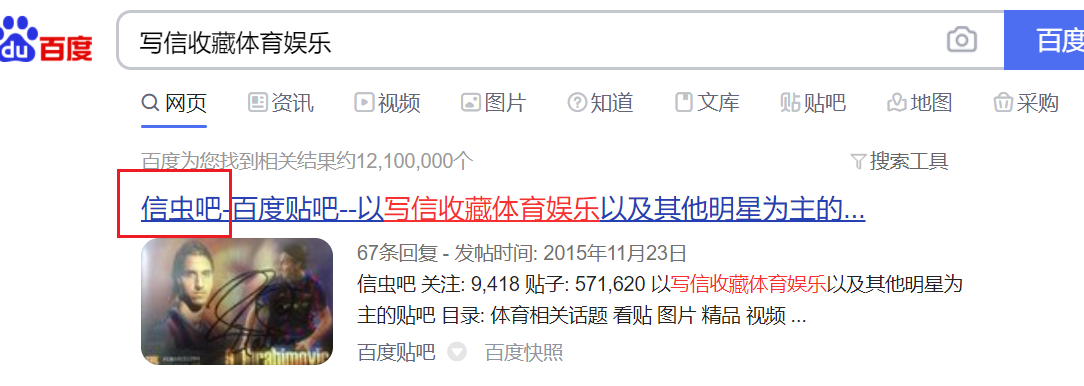 du 百度 写信收藏体育娱乐 百度
网页 资讯 视频 图片 知道 文库 贴 贴吧 地图 采购
百度为您找到相关结果约12,100,000个 搜索工具
信虫吧-百度贴吧--以写信收藏体育娱乐以及其他明星为主的...
67条回复 - 发帖时间: 2015年11月23日
信虫吧 关注: 9,418 贴子: 571,620 以写信收藏体育娱乐以及其他明星为
主的贴吧 目录: 体育相关话题 看贴 图片 精品 视频 ...
百度贴吧 百度快照